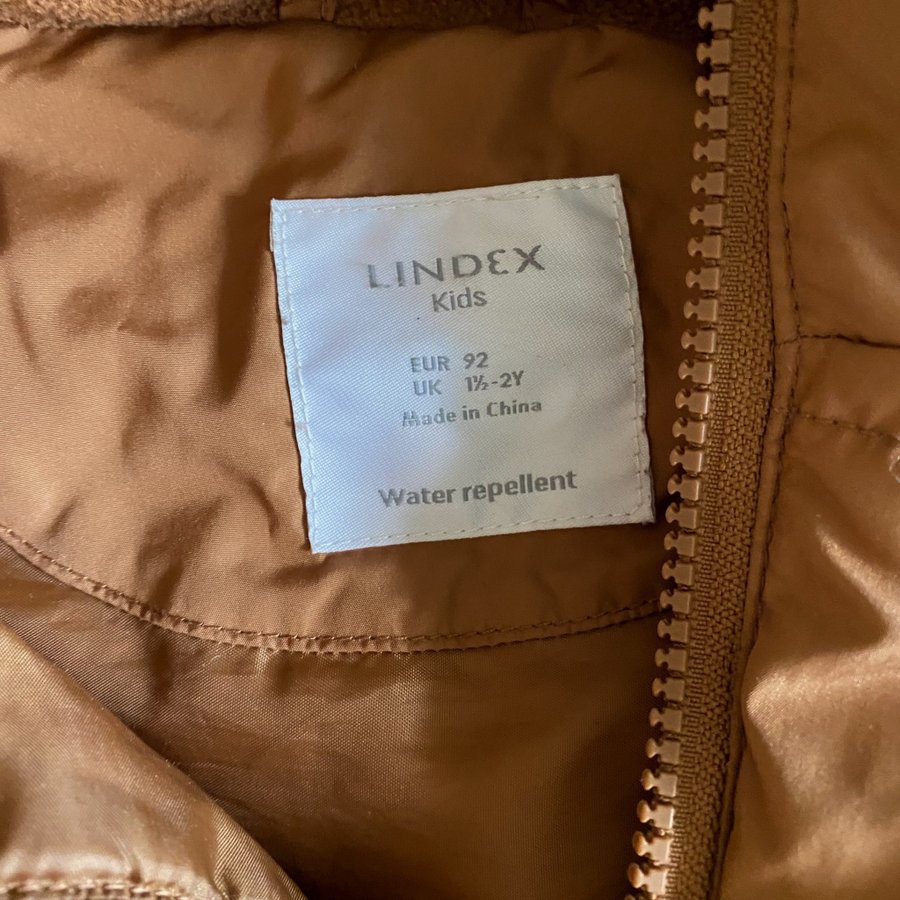 LINDEX
Kids
EUR 92
UK 1½-2Y
Made in China
Water repellent